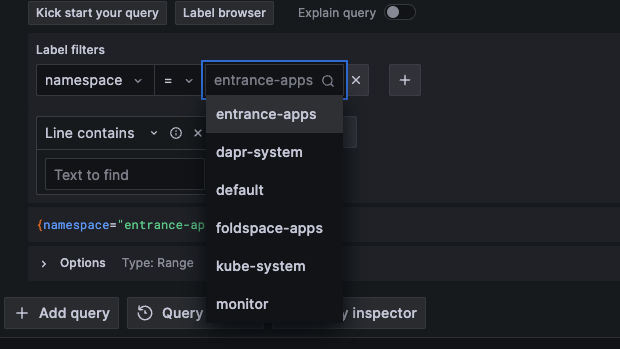 Kick start your query Label browser Explain query
Label filters
namespace = entrance-apps
entrance-apps
Line contains
dapr-system
Text to find
default
{namespace="entrance-ap
foldspace-apps
Options Type: Range
kube-system
monitor
Add query Query inspector